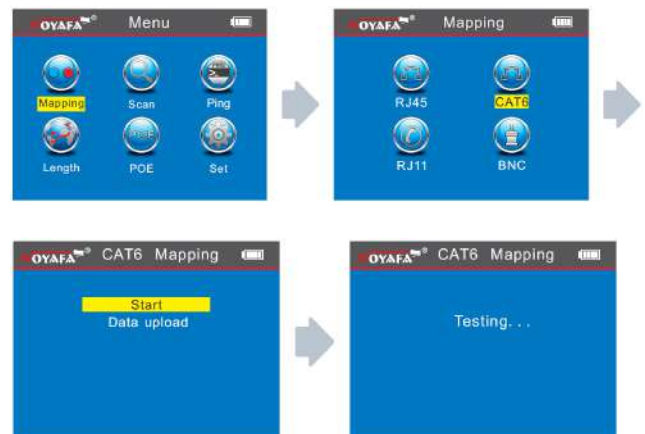 NOYAFA® Menu
Mapping Scan Ping
Length POE Set
NOYAFA® Mapping
RJ45 CAT6
RJ11 BNC
NOYAFA® CAT6 Mapping
Start
Data upload
NOYAFA® CAT6 Mapping
Testing...